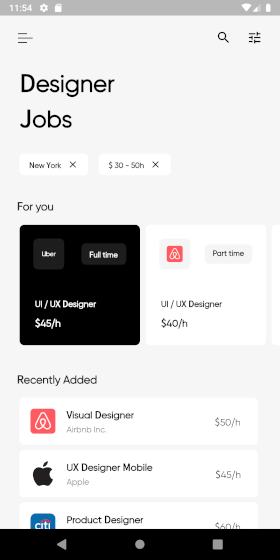 11:54
Designer
Jobs
New York
$ 30 - 50h
For you
Uber
Full time
Part time
UI / UX Designer
UI / UX Designer
$45/h
$40/h
Recently Added
Visual Designer
$50/h
Airbnb Inc.
UX Designer Mobile
$45/h
Apple
Product Designer
citi
$60/h